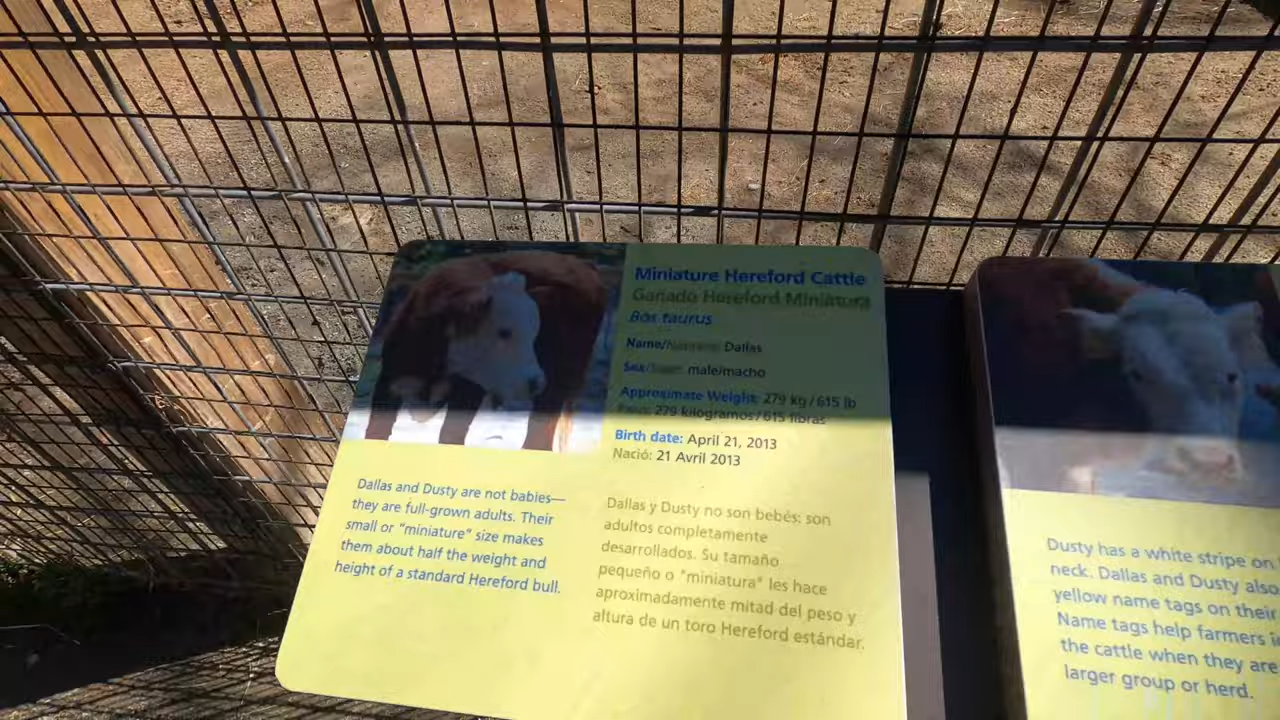 Miniature Hereford Cattle
Ganado Hereford Miniatura
Bos taurus
Name/Nombre: Dallas
Sex/Sexo: male/macho
Approximate Weight: 279 kg / 615 lb
Peso: 279 kilogramos / 615 libras
Birth date: April 21, 2013
Nació: 21 Avril 2013
Dallas and Dusty are not babies—
they are full-grown adults. Their
small or "miniature" size makes
them about half the weight and
height of a standard Hereford bull.
Dallas y Dusty no son bebés: son
adultos completamente
desarrollados. Su tamaño
pequeño o "miniatura" les hace
aproximadamente mitad del peso y
altura de un toro Hereford estándar.
Dusty has a white stripe on
neck. Dallas and Dusty also
yellow name tags on their
Name tags help farmers
the cattle when they are
larger group or herd.